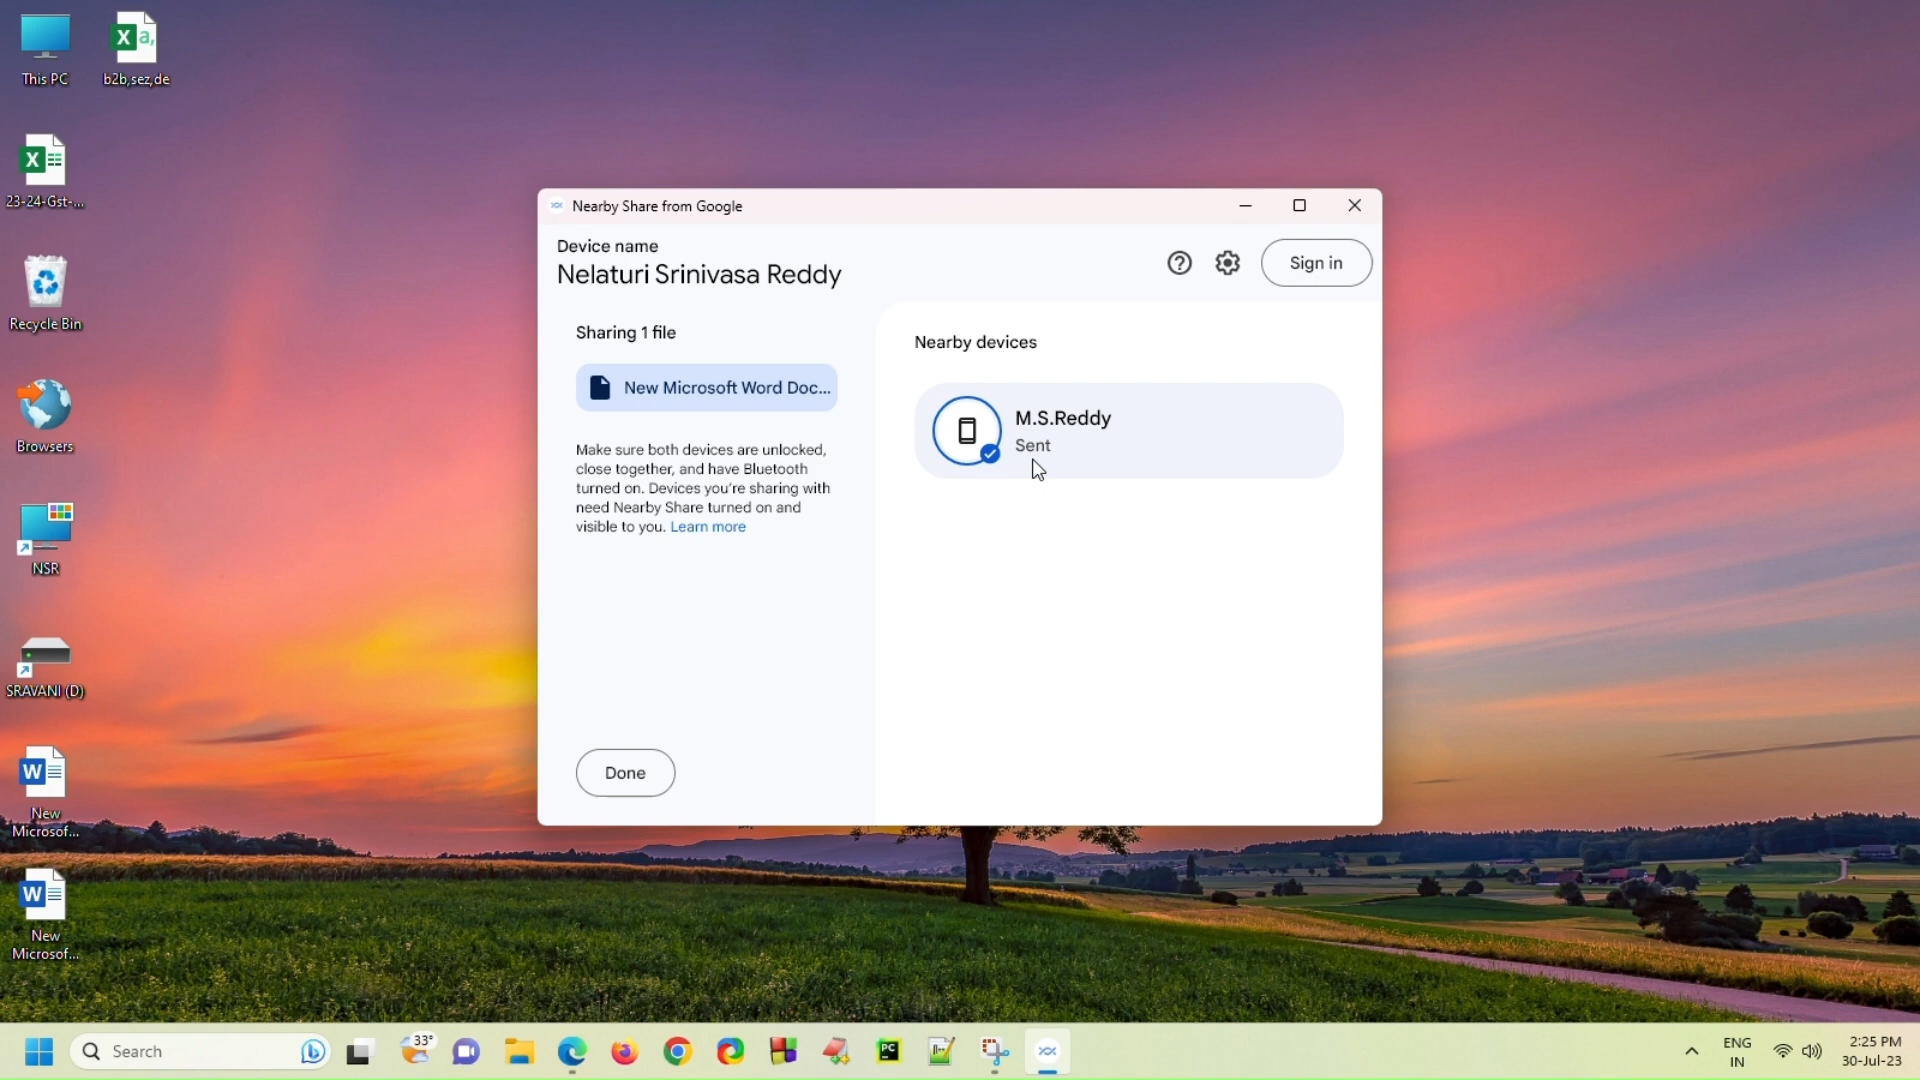 This PC
b2b,sez,de
23-24-Gst-...
Recycle Bin
Browsers
NSR
SRAVANI (D)
New
Microsof...
New
Microsof...
Nearby Share from Google
Device name
Nelaturi Srinivasa Reddy
Sign in
Sharing 1 file
New Microsoft Word Doc...
Make sure both devices are unlocked,
close together, and have Bluetooth
turned on. Devices you're sharing with
need Nearby Share turned on and
visible to you. Learn more
Done
Nearby devices
M.S.Reddy
Sent
Search
33°
ENG
IN
2:25 PM
30-Jul-23